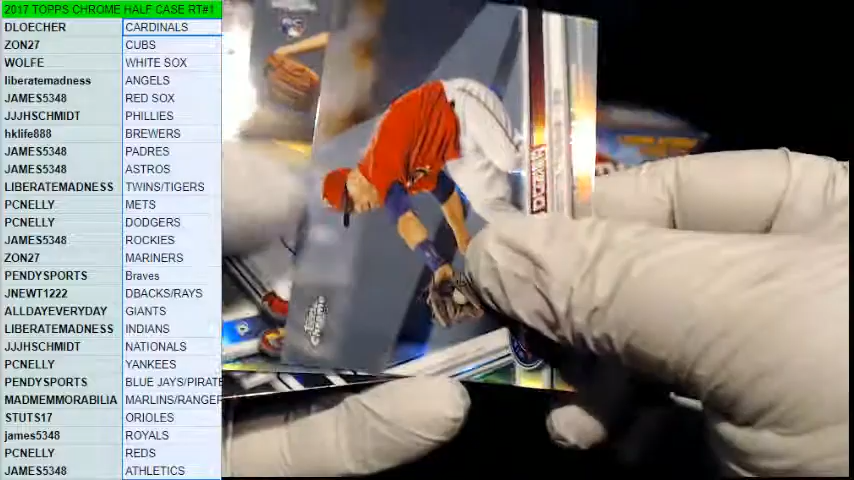 2017 TOPPS CHROME HALF CASE RT#1
DLOECHER CARDINALS
ZON27 CUBS
WOLFE WHITE SOX
liberatemadness ANGELS
JAMES5348 RED SOX
JJJHSCHMIDT PHILLIES
hklife888 BREWERS
JAMES5348 PADRES
JAMES5348 ASTROS
LIBERATEMADNESS TWINS/TIGERS
PCNELLY METS
PCNELLY DODGERS
JAMES5348 ROCKIES
ZON27 MARINERS
PENDYSPORTS Braves
JNEWT1222 DBACKS/RAYS
ALLDAYEVERYDAY GIANTS
LIBERATEMADNESS INDIANS
JJJHSCHMIDT NATIONALS
PCNELLY YANKEES
PENDYSPORTS BLUE JAYS/PIRATE
MADMEMMORABILIA MARLINS/RANGER
STUTS17 ORIOLES
james5348 ROYALS
PCNELLY REDS
JAMES5348 ATHLETICS